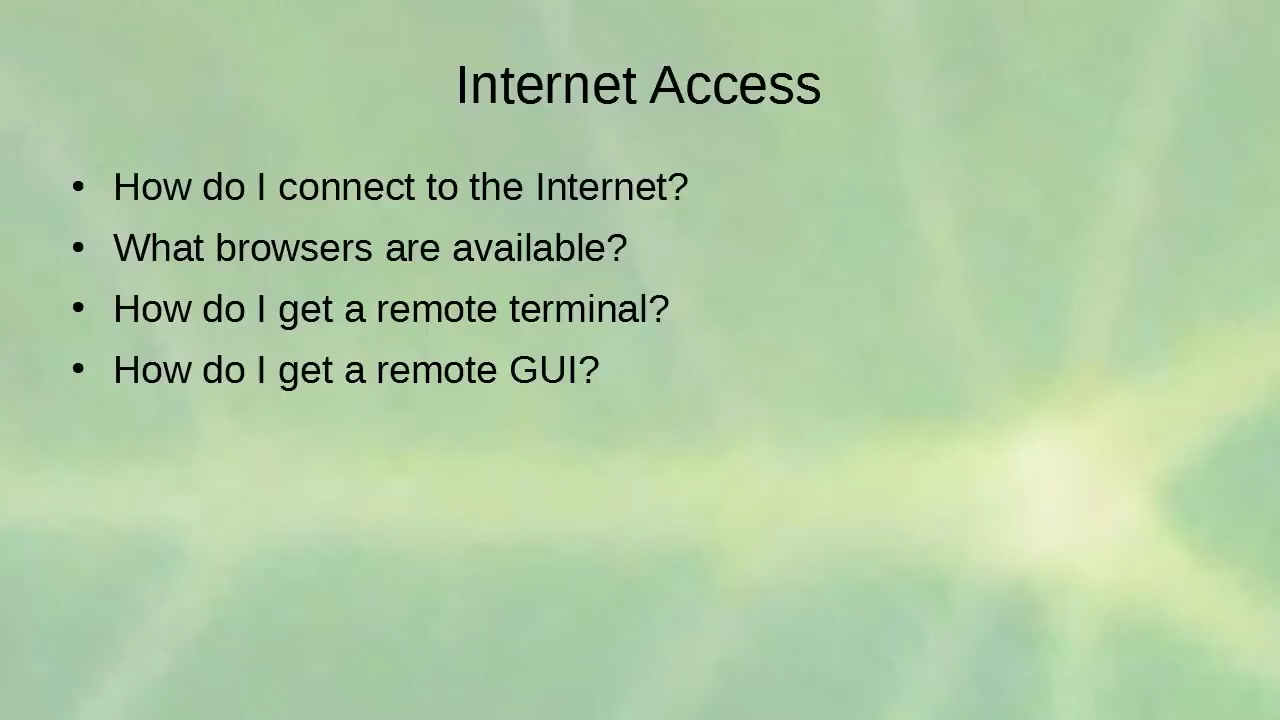 Internet Access
• How do I connect to the Internet?
• What browsers are available?
• How do I get a remote terminal?
• How do I get a remote GUI?